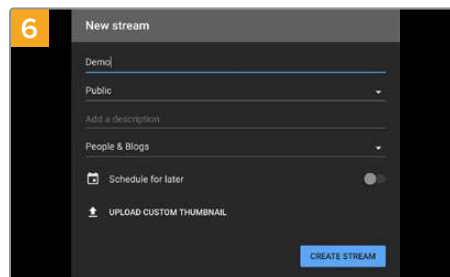 6
New stream
Demo
Public
Add a description
People & Blogs
Schedule for later
UPLOAD CUSTOM THUMBNAIL
CREATE STREAM